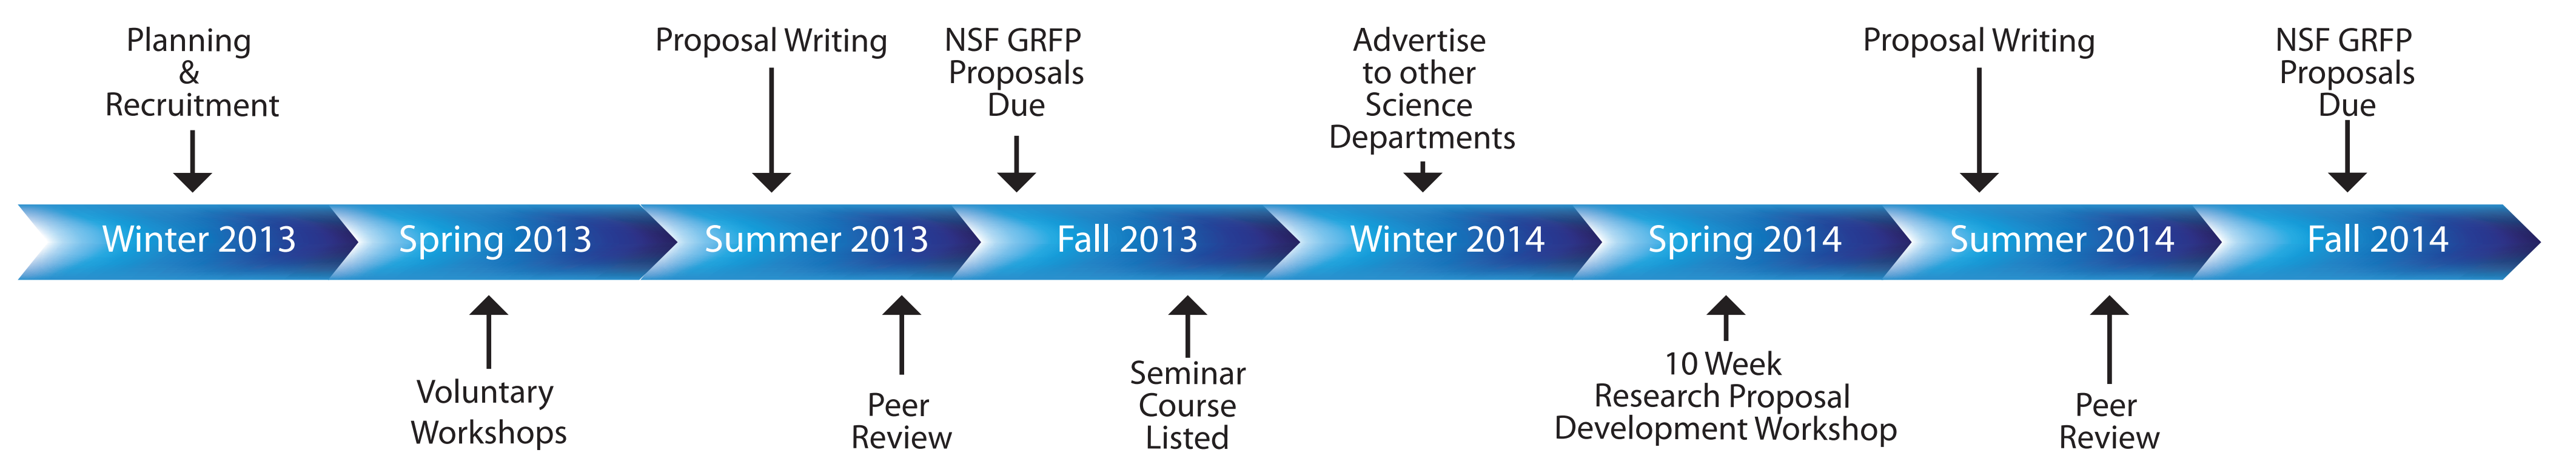 Planning
&
Recruitment
Proposal Writing
NSF GRFP
Proposals
Due
Advertise
to other
Science
Departments
Proposal Writing
NSF GRFP
Proposals
Due
Winter 2013
Spring 2013
Summer 2013
Fall 2013
Winter 2014
Spring 2014
Summer 2014
Fall 2014
Voluntary
Workshops
Peer
Review
Seminar
Course
Listed
10 Week
Research Proposal
Development Workshop
Peer
Review